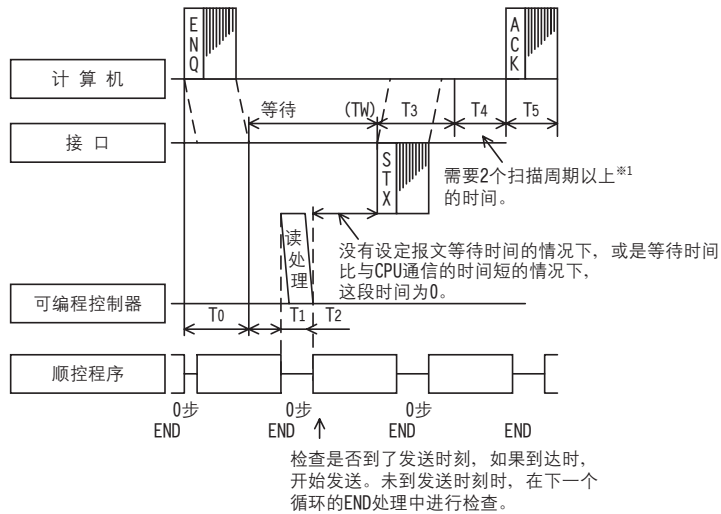 ENQ
ACK
计算机
等待 (TW) T3 T4 T5
接口
STX
需要2个扫描周期以上※1
的时间。
读处理
没有设定报文等待时间的情况下，或是等待时间
比与CPU通信的时间短的情况下，
这段时间为0。
可编程控制器
T0 T1 T2
顺控程序
0步 0步 0步
END END END END
检查是否到了发送时刻，如果到达时，
开始发送。未到发送时刻时，在下一个
循环的END处理中进行检查。